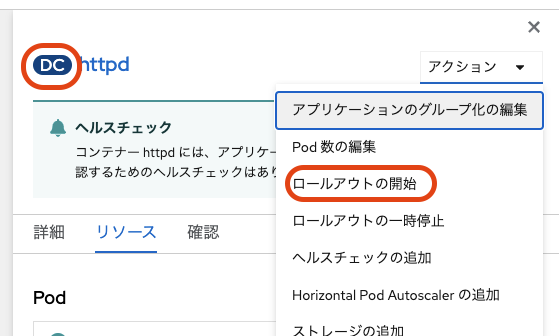 DC httpd
アクション
ヘルスチェック
コンテナー httpd には、アプリケー
認するためのヘルスチェックはあり
アプリケーションのグループ化の編集
Pod 数の編集
ロールアウトの開始
ロールアウトの一時停止
ヘルスチェックの追加
Horizontal Pod Autoscaler の追加
ストレージの追加
詳細 リソース 確認
Pod